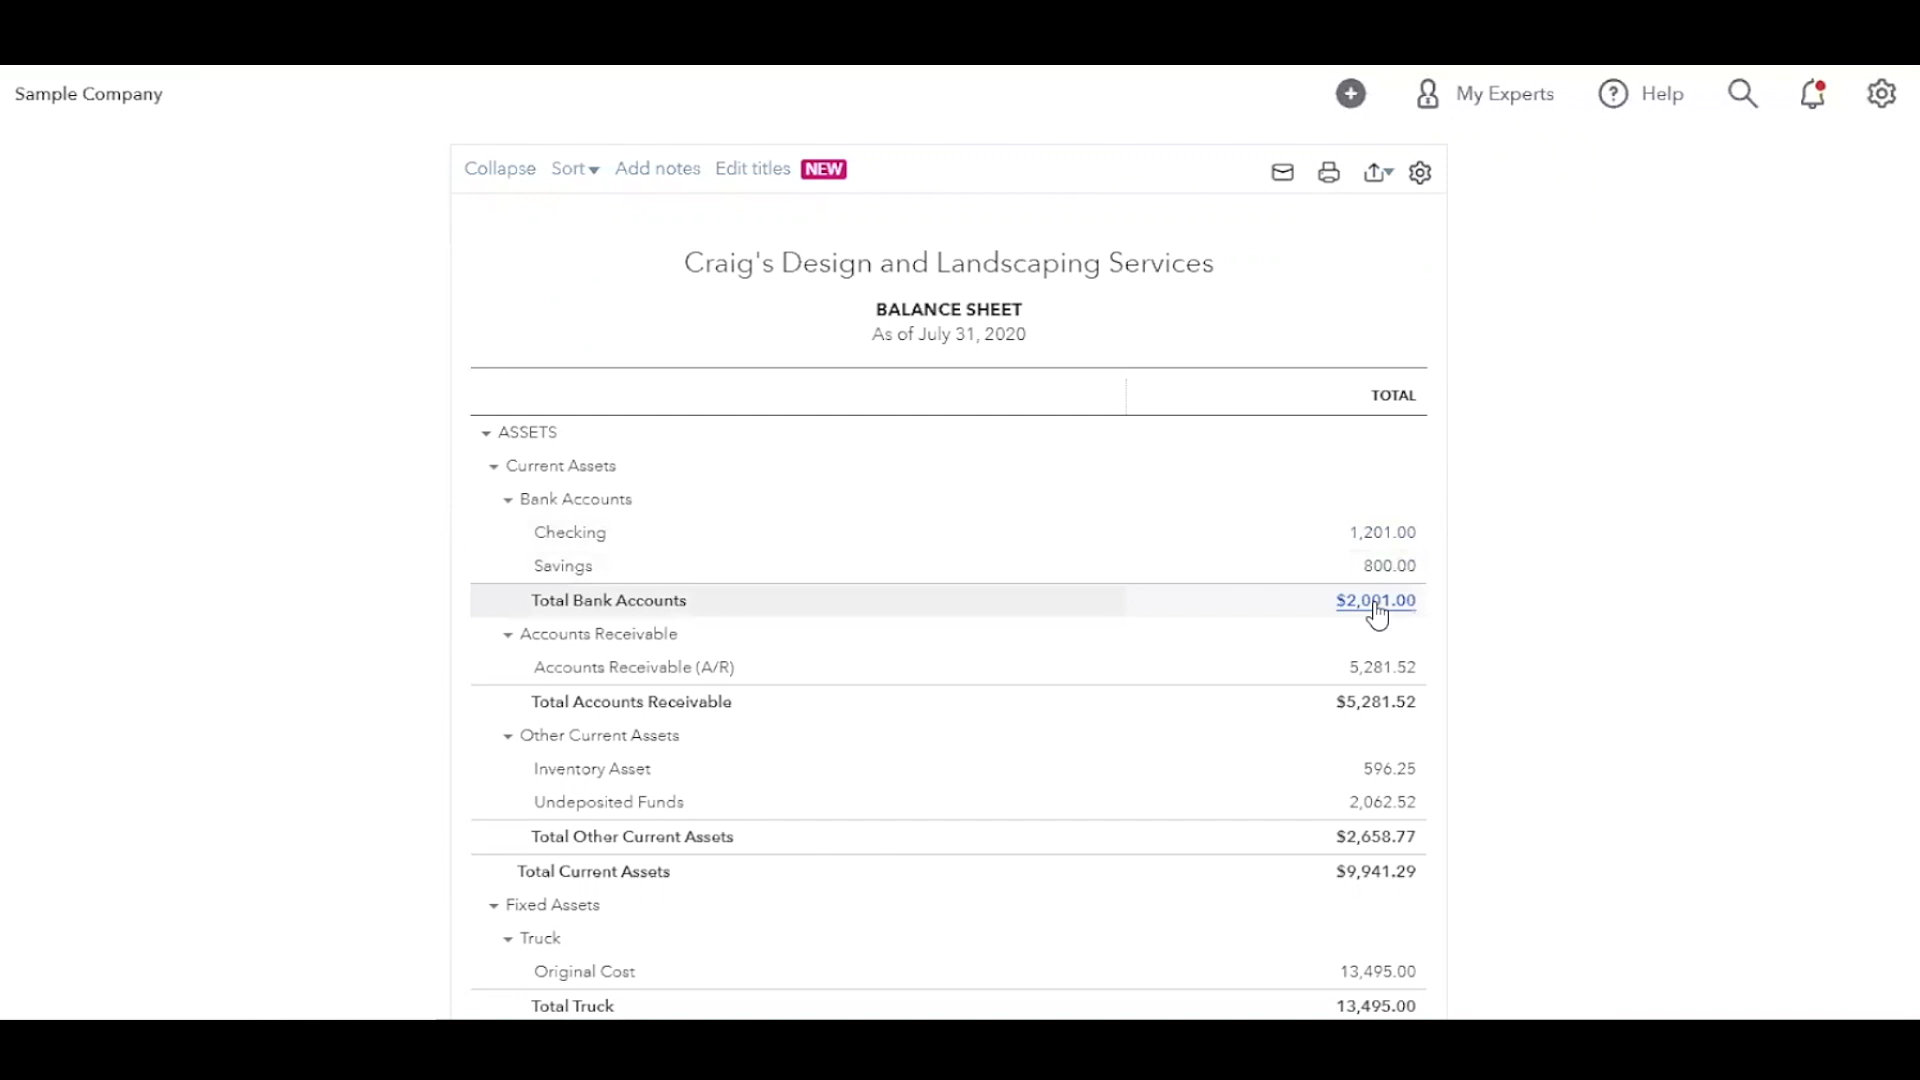 Sample Company
My Experts
Help
Collapse Sort Add notes Edit titles NEW
Craig's Design and Landscaping Services
BALANCE SHEET
As of July 31, 2020
TOTAL
ASSETS
Current Assets
Bank Accounts
Checking 1,201.00
Savings 800.00
Total Bank Accounts $2,001.00
Accounts Receivable
Accounts Receivable (A/R) 5,281.52
Total Accounts Receivable $5,281.52
Other Current Assets
Inventory Asset 596.25
Undeposited Funds 2,062.52
Total Other Current Assets $2,658.77
Total Current Assets $9,941.29
Fixed Assets
Truck
Original Cost 13,495.00
Total Truck 13,495.00